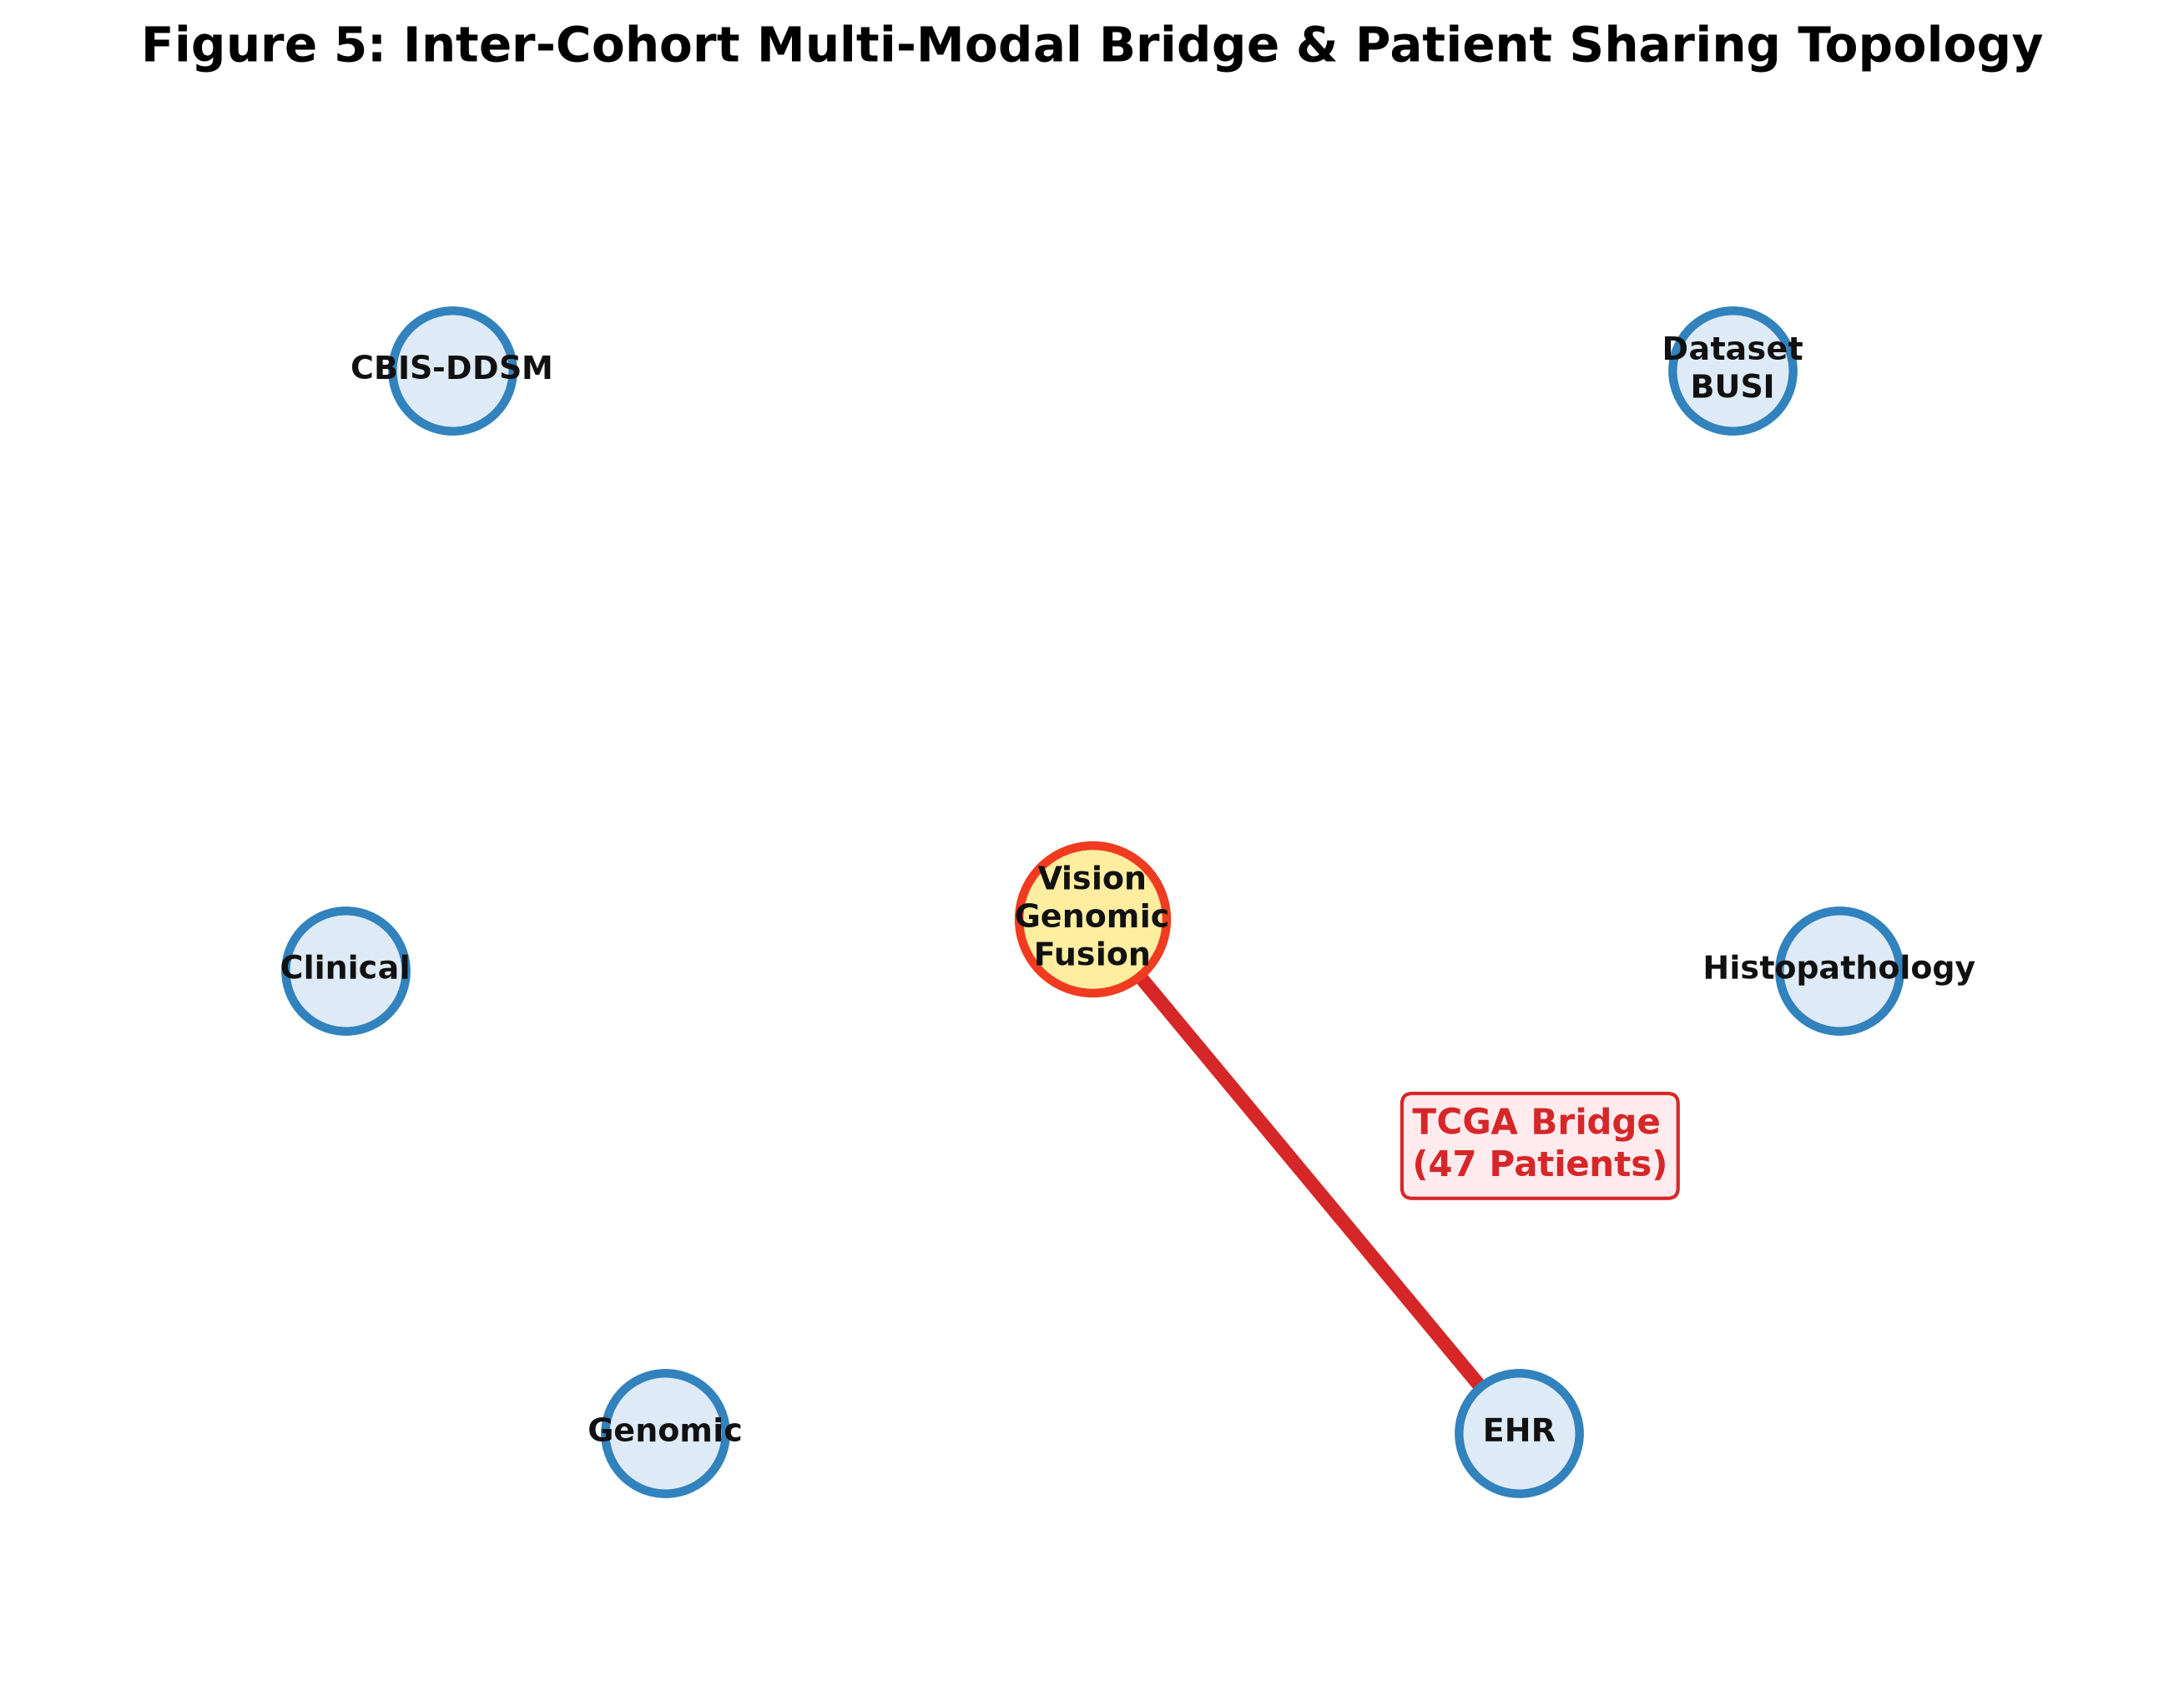 Figure 5: Inter-Cohort Multi-Modal Bridge & Patient Sharing Topology
CBIS-DDSM
Dataset
BUSI
Vision
Genomic
Fusion
Clinical
Histopathology
TCGA Bridge
(47 Patients)
Genomic
EHR